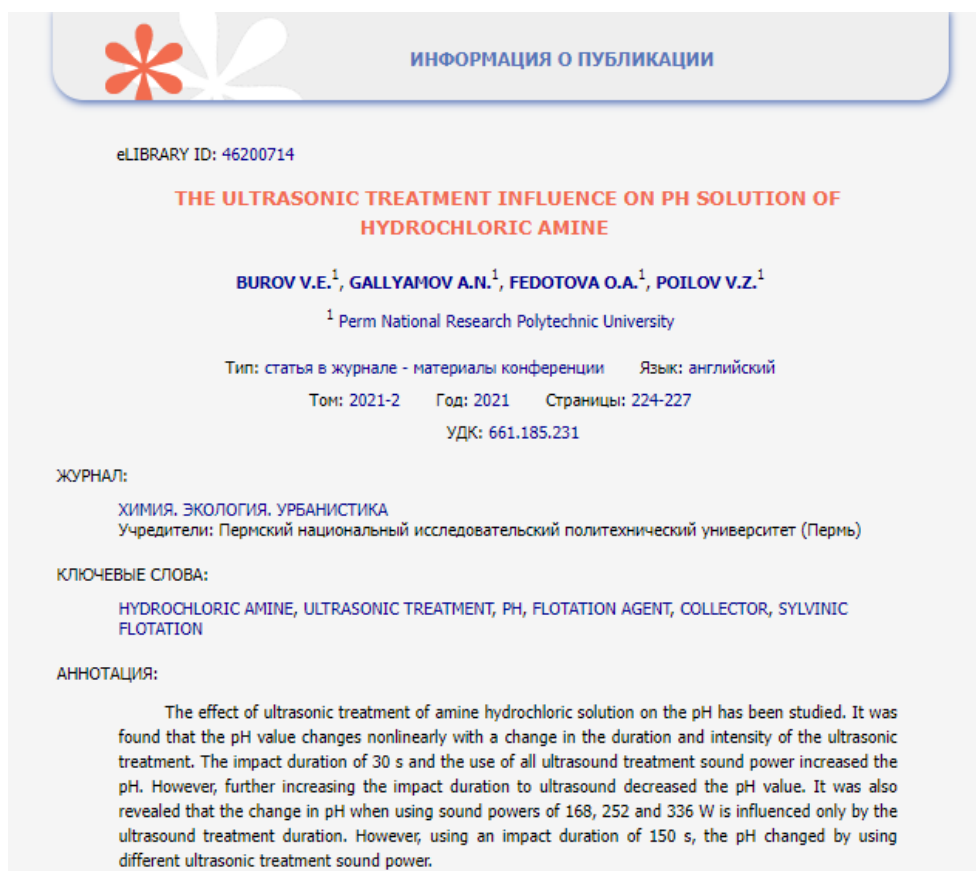 ИНФОРМАЦИЯ О ПУБЛИКАЦИИ
eLIBRARY ID: 46200714
THE ULTRASONIC TREATMENT INFLUENCE ON PH SOLUTION OF
HYDROCHLORIC AMINE
BUROV V.E.1, GALLYAMOV A.N.1, FEDOTOVA O.A.1, POILOV V.Z.1
1 Perm National Research Polytechnic University
Тип: статья в журнале - материалы конференции Язык: английский
Том: 2021-2 Год: 2021 Страницы: 224-227
УДК: 661.185.231
ЖУРНАЛ:
ХИМИЯ. ЭКОЛОГИЯ. УРБАНИСТИКА
Учредители: Пермский национальный исследовательский политехнический университет (Пермь)
КЛЮЧЕВЫЕ СЛОВА:
HYDROCHLORIC AMINE, ULTRASONIC TREATMENT, PH, FLOTATION AGENT, COLLECTOR, SYLVINIC
FLOTATION
АННОТАЦИЯ:
The effect of ultrasonic treatment of amine hydrochloric solution on the pH has been studied. It was
found that the pH value changes nonlinearly with a change in the duration and intensity of the ultrasonic
treatment. The impact duration of 30 s and the use of all ultrasound treatment sound power increased the
pH. However, further increasing the impact duration to ultrasound decreased the pH value. It was also
revealed that the change in pH when using sound powers of 168, 252 and 336 W is influenced only by the
ultrasound treatment duration. However, using an impact duration of 150 s, the pH changed by using
different ultrasonic treatment sound power.